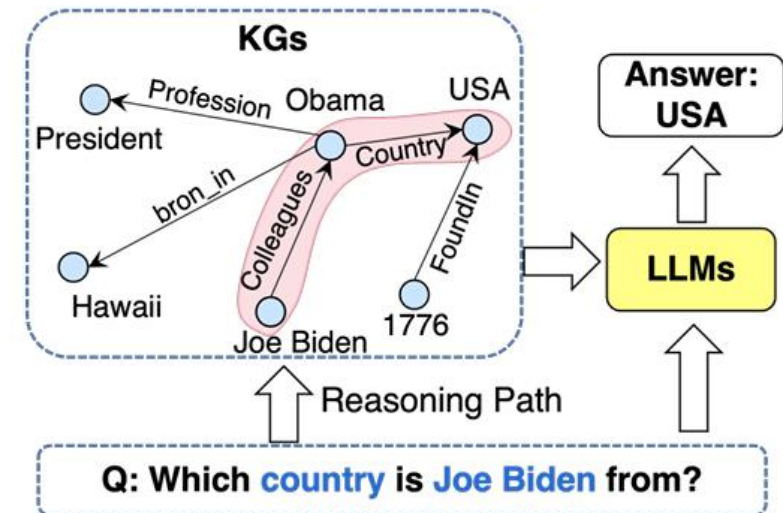 KGs
Profession
Obama
USA
President
Country
bron_in
Colleagues
FoundIn
Hawaii
Joe Biden
1776
Answer:
USA
LLMs
Reasoning Path
Q: Which country is Joe Biden from?